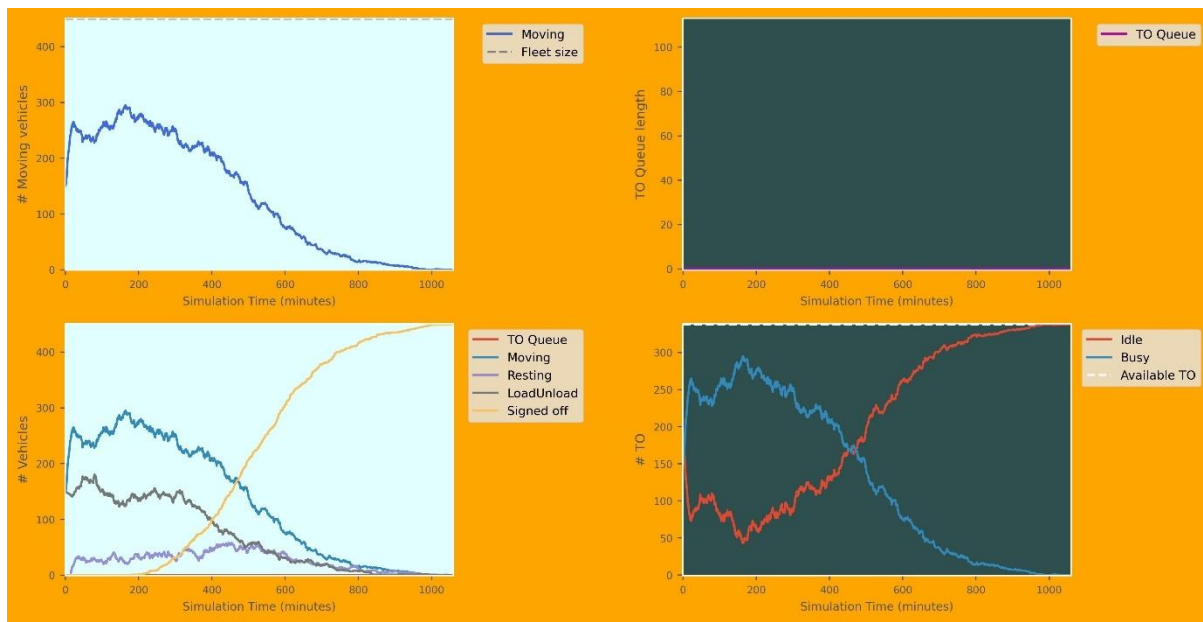 Moving
Fleet size
# Moving vehicles
400
300
200
100
0
0 200 400 600 800 1000
Simulation Time (minutes)
TO Queue
TO Queue length
100
80
60
40
20
0
0 200 400 600 800 1000
Simulation Time (minutes)
TO Queue
Moving
Resting
LoadUnload
Signed off
# Vehicles
400
300
200
100
0
0 200 400 600 800 1000
Simulation Time (minutes)
Idle
Busy
Available TO
# TO
300
250
200
150
100
50
0
0 200 400 600 800 1000
Simulation Time (minutes)